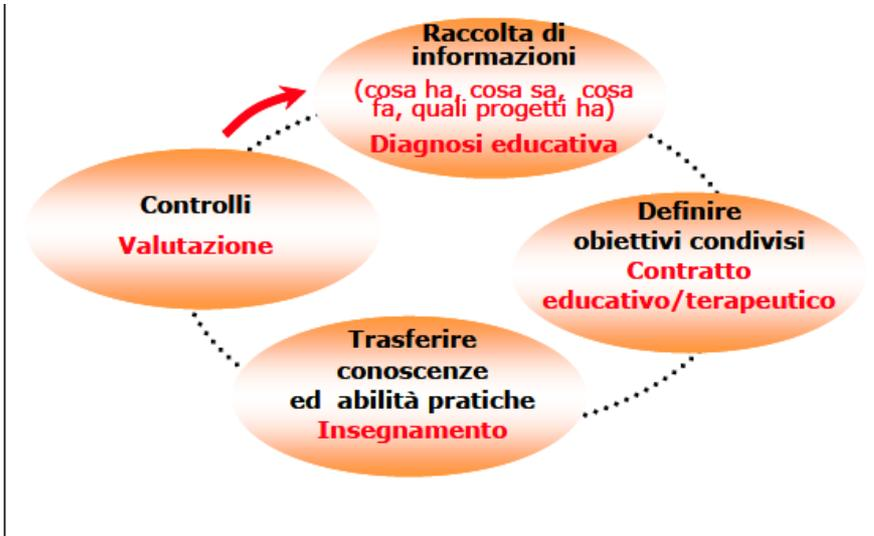 Raccolta di
informazioni
(cosa ha, cosa sa, cosa
fa, quali progetti ha)
Diagnosi educativa
Controlli
Valutazione
Definire
obiettivi condivisi
Contratto
educativo/terapeutico
Trasferire
conoscenze
ed abilità pratiche
Insegnamento